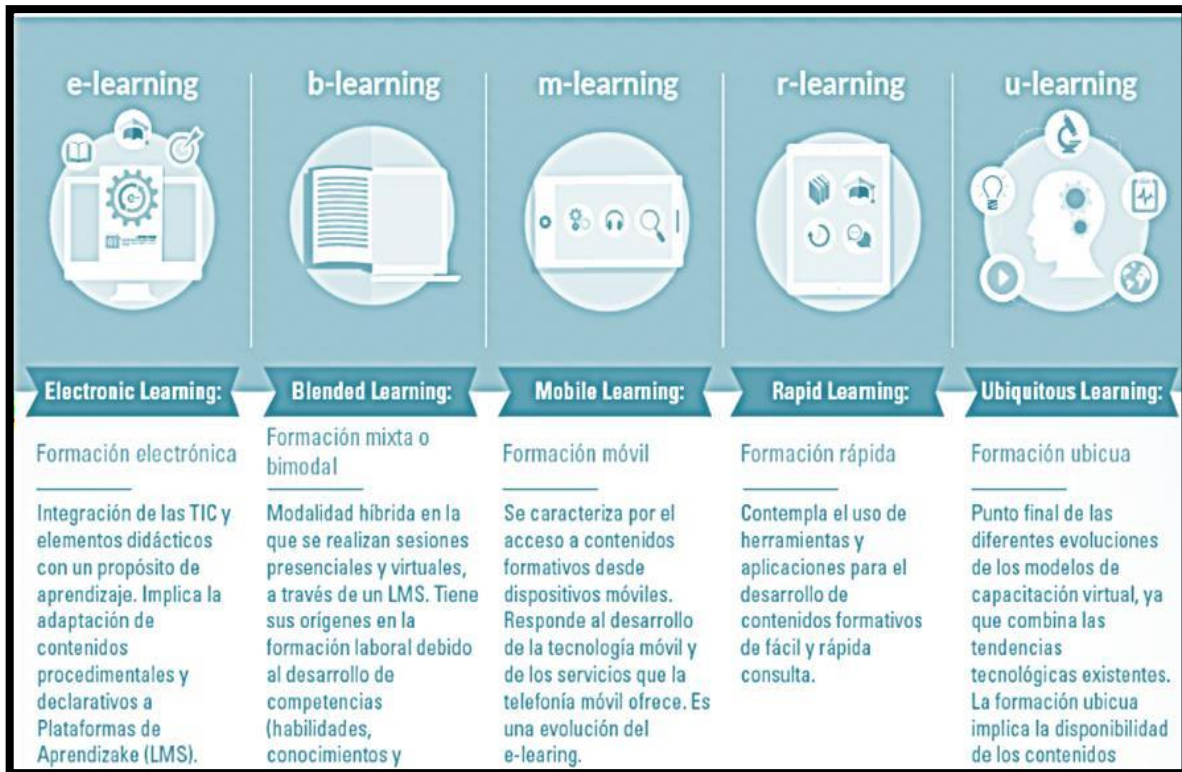 e-learning
b-learning
m-learning
r-learning
u-learning
Electronic Learning:
Formación electrónica
Integración de las TIC y
elementos didácticos
con un propósito de
aprendizaje. Implica la
adaptación de
contenidos
procedimentales y
declarativos a
Plataformas de
Aprendizake (LMS).
Blended Learning:
Formación mixta o
bimodal
Modalidad híbrida en la
que se realizan sesiones
presenciales y virtuales,
a través de un LMS. Tiene
sus orígenes en la
formación laboral debido
al desarrollo de
competencias
(habilidades,
conocimientos y
Mobile Learning:
Formación móvil
Se caracteriza por el
acceso a contenidos
formativos desde
dispositivos móviles.
Responde al desarrollo
de la tecnología móvil y
de los servicios que la
telefonía móvil ofrece. Es
una evolución del
e-learing.
Rapid Learning:
Formación rápida
Contempla el uso de
herramientas y
aplicaciones para el
desarrollo de
contenidos formativos
de fácil y rápida
consulta.
Ubiquitous Learning:
Formación ubicua
Punto final de las
diferentes evoluciones
de los modelos de
capacitación virtual, ya
que combina las
tendencias
tecnológicas existentes.
La formación ubicua
implica la disponibilidad
de los contenidos